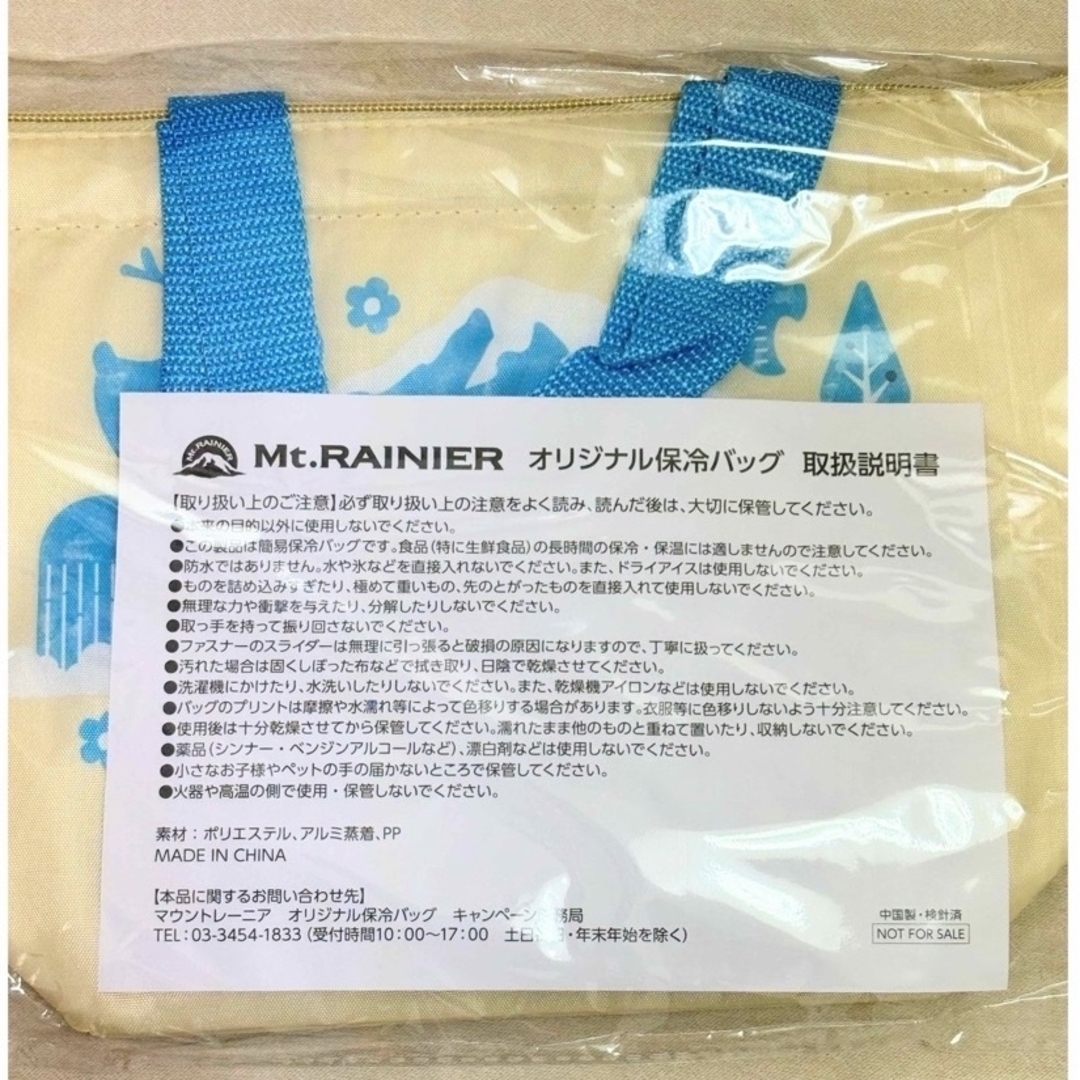 Mt.RAINIER
Mt.RAINIER オリジナル保冷バッグ 取扱説明書
【取り扱い上のご注意】必ず取り扱い上の注意をよく読み、読んだ後は、大切に保管してください。
●本来の目的以外に使用しないでください。
●この製品は簡易保冷バッグです。食品(特に生鮮食品)の長時間の保冷・保温には適しませんので注意してください。
●防水ではありません。水や氷などを直接入れないでください。また、ドライアイスは使用しないでください。
●ものを詰め込みすぎたり、極めて重いもの、先のとがったものを直接入れて使用しないでください。
●無理な力や衝撃を与えたり、分解したりしないでください。
●取っ手を持って振り回さないでください。
●ファスナーのスライダーは無理に引っ張ると破損の原因になりますので、丁寧に扱ってください。
●汚れた場合は固くしぼった布などで拭き取り、日陰で乾燥させてください。
●洗濯機にかけたり、水洗いしたりしないでください。また、乾燥機アイロンなどは使用しないでください。
●バッグのプリントは摩擦や水濡れ等によって色移りする場合があります。衣服等に色移りしないよう十分注意してください。
●使用後は十分乾燥させてから保管してください。濡れたまま他のものと重ねて置いたり、収納しないでください。
●薬品(シンナー・ベンジンアルコールなど)、漂白剤などは使用しないでください。
●小さなお子様やペットの手の届かないところで保管してください。
●火器や高温の側で使用・保管しないでください。
素材:ポリエステル、アルミ蒸着、PP
MADE IN CHINA
【本品に関するお問い合わせ先】
マウントレーニア オリジナル保冷バッグ キャンペーン務局
TEL:03-3454-1833(受付時間10:00〜17:00 土日・年末年始を除く)
中国製・検針済
NOT FOR SALE